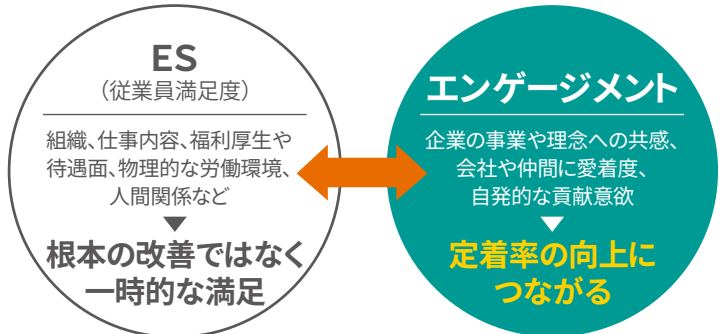 ES
（従業員満足度）
組織、仕事内容、福利厚生や
待遇面、物理的な労働環境、
人間関係など
根本の改善ではなく
一時的な満足
エンゲージメント
企業の事業や理念への共感、
会社や仲間に愛着度、
自発的な貢献意欲
定着率の向上に
つながる